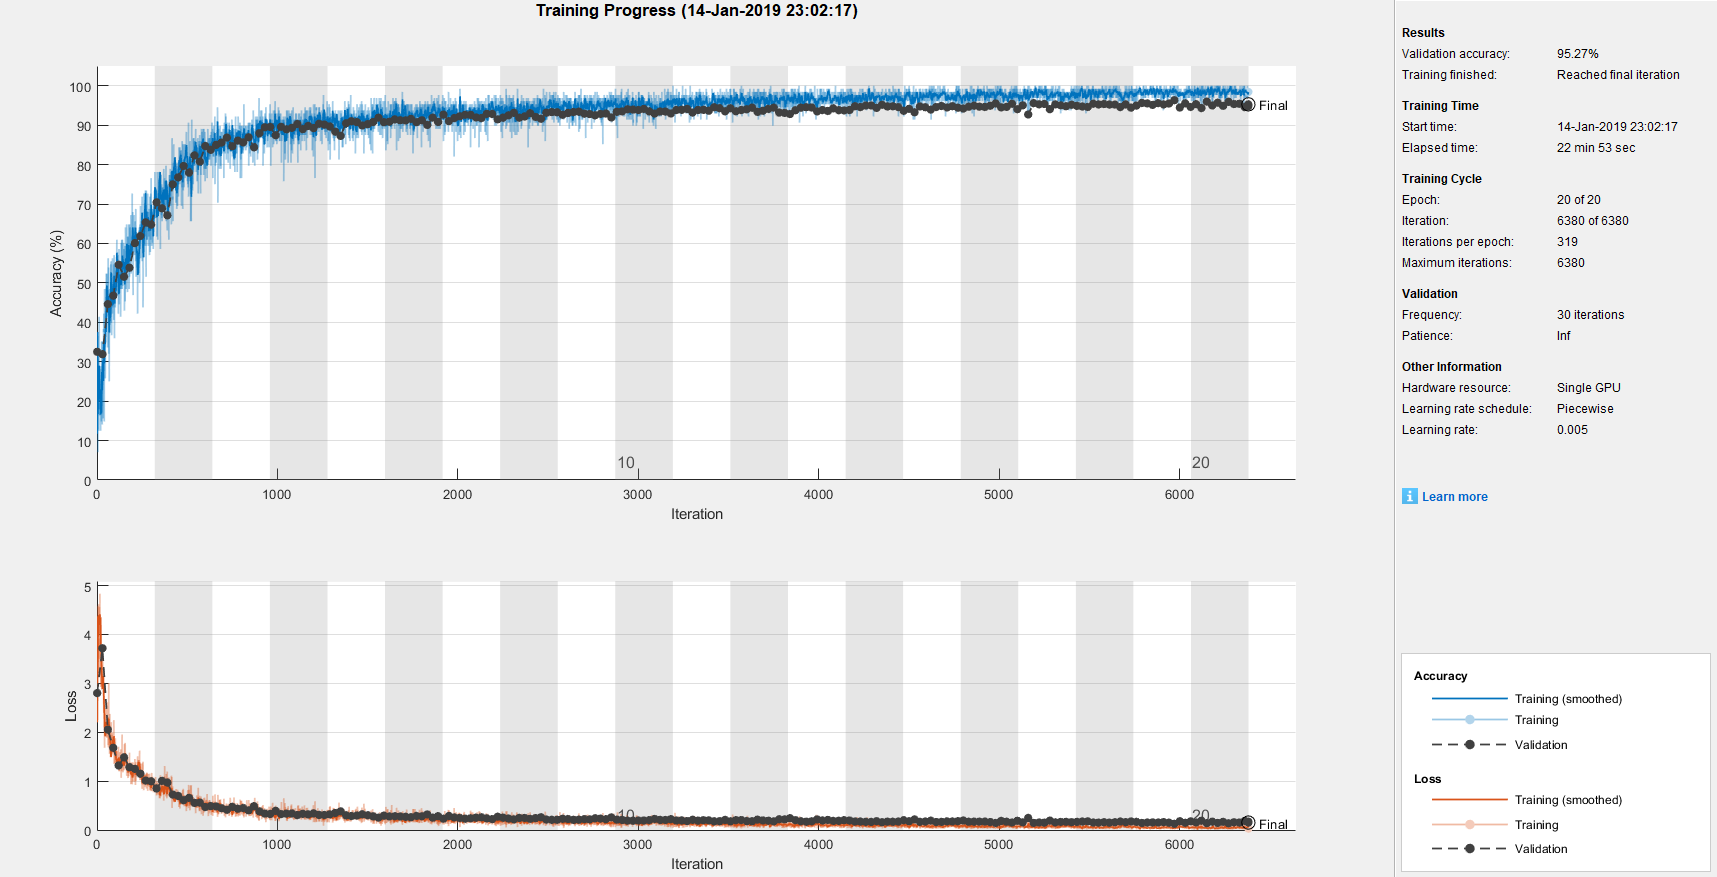 Training Progress (14-Jan-2019 23:02:17)
Accuracy (%)
100
90
80
70
60
50
40
30
20
10
0
Final
10
20
0
1000
2000
3000
4000
5000
6000
Iteration
Loss
5
4
3
2
1
0
10
20
Final
0
1000
2000
3000
4000
5000
6000
Iteration
Results
Validation accuracy: 95.27%
Training finished: Reached final iteration
Training Time
Start time: 14-Jan-2019 23:02:17
Elapsed time: 22 min 53 sec
Training Cycle
Epoch: 20 of 20
Iteration: 6380 of 6380
Iterations per epoch: 319
Maximum iterations: 6380
Validation
Frequency: 30 iterations
Patience: Inf
Other Information
Hardware resource: Single GPU
Learning rate schedule: Piecewise
Learning rate: 0.005
i Learn more
Accuracy
Training (smoothed)
Training
Validation
Loss
Training (smoothed)
Training
Validation